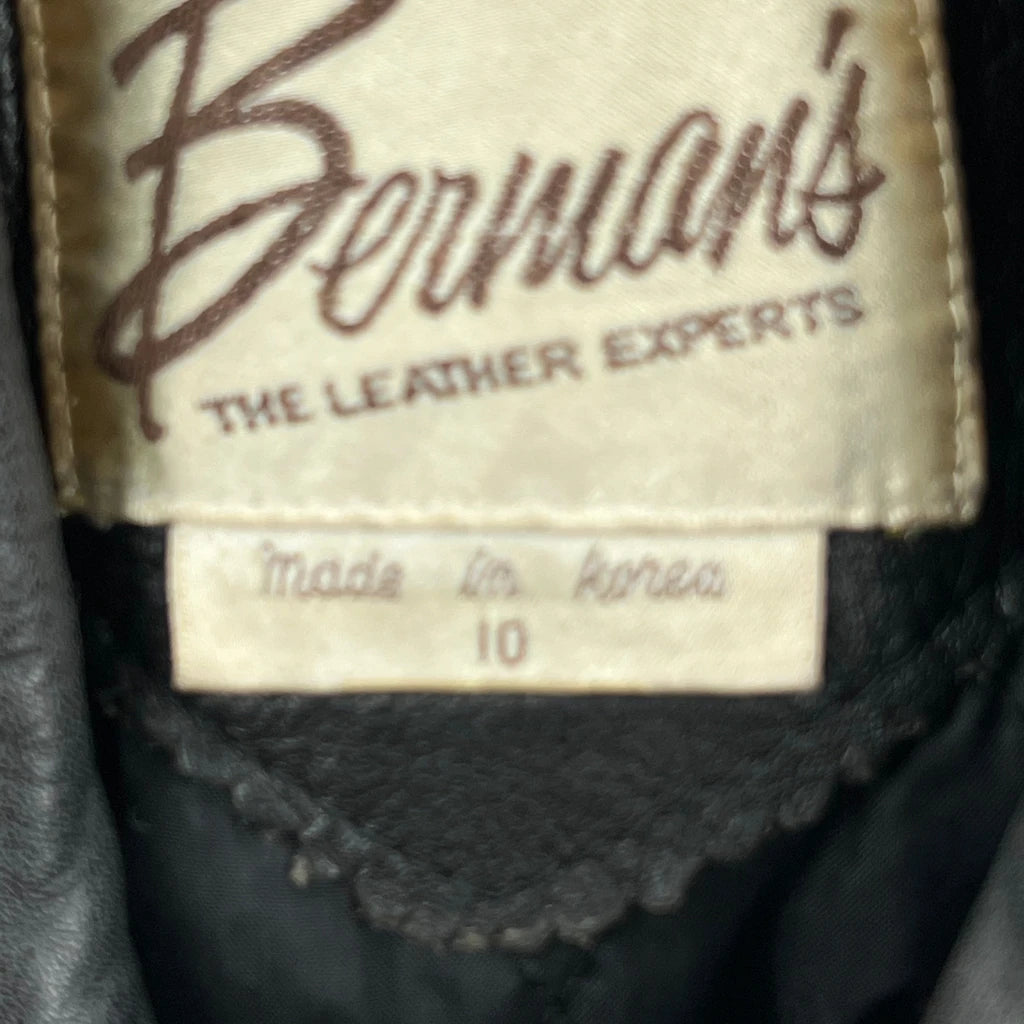 Berman's
THE LEATHER EXPERTS
made in korea
10